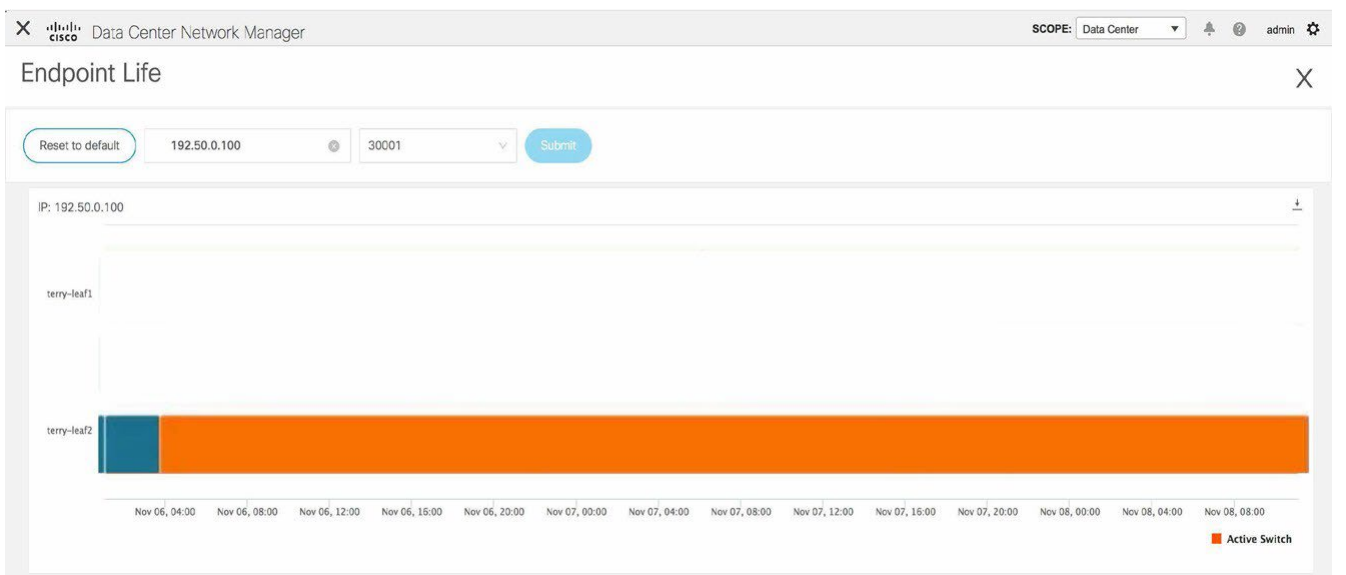 X cisco Data Center Network Manager SCOPE: Data Center admin
Endpoint Life X
Reset to default 192.50.0.100 30001 Submit
IP: 192.50.0.100
terry-leaf1
terry-leaf2
Nov 06, 04:00 Nov 06, 08:00 Nov 06, 12:00 Nov 06, 16:00 Nov 06, 20:00 Nov 07, 00:00 Nov 07, 04:00 Nov 07, 08:00 Nov 07, 12:00 Nov 07, 16:00 Nov 07, 20:00 Nov 08, 00:00 Nov 08, 04:00 Nov 08, 08:00
Active Switch